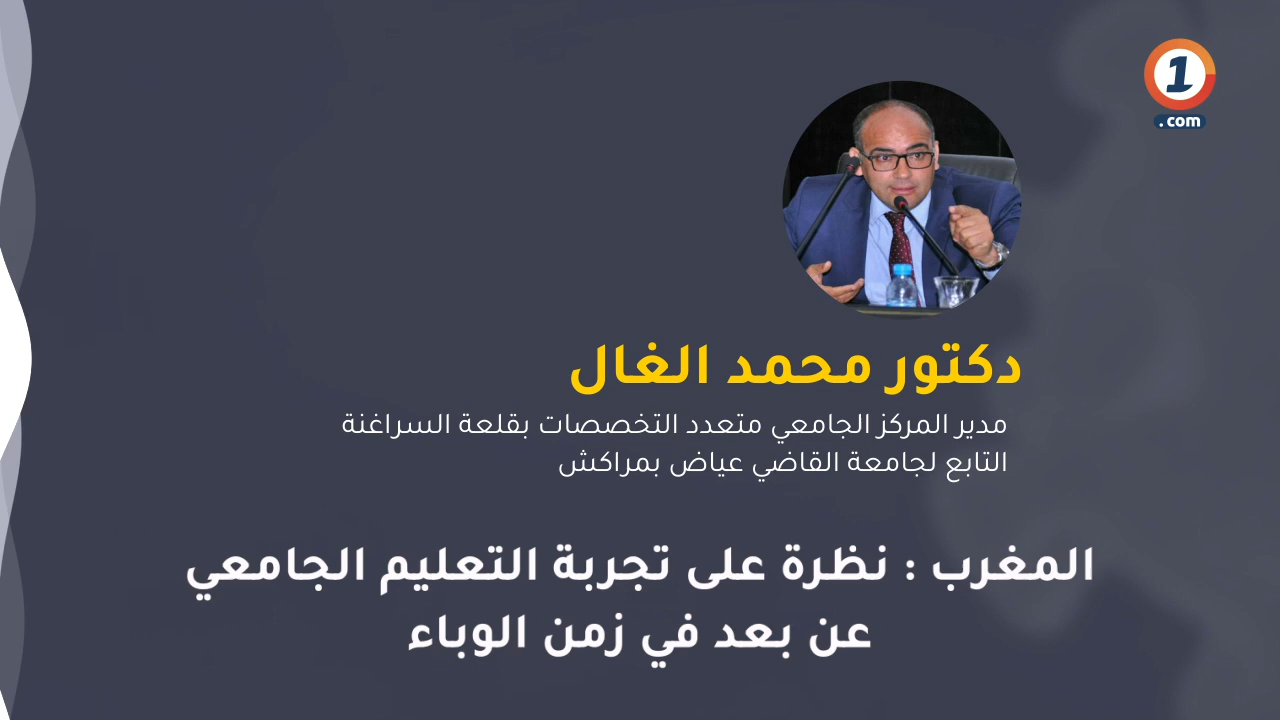 1
.com
دكتور محمد الغال
مدير المركز الجامعي متعدد التخصصات بقلعة السراغنة
التابع لجامعة القاضي عياض بمراكش
المغرب : نظرة على تجربة التعليم الجامعي
عن بعد في زمن الوباء